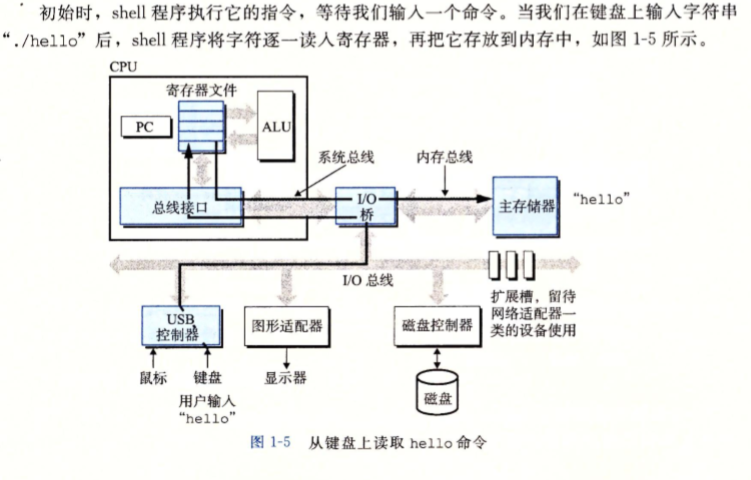 初始时，shell 程序执行它的指令，等待我们输入一个命令。当我们在键盘上输入字符串
“./hello”后，shell 程序将字符逐一读入寄存器，再把它存放到内存中，如图 1-5 所示。
CPU
寄存器文件
PC
ALU
系统总线
内存总线
总线接口
I/O
桥
主存储器
“hello”
I/O 总线
扩展槽，留待
网络适配器一
类的设备使用
USB
控制器
图形适配器
磁盘控制器
鼠标
键盘
显示器
磁盘
用户输入
“hello”
图 1-5 从键盘上读取 hello 命令